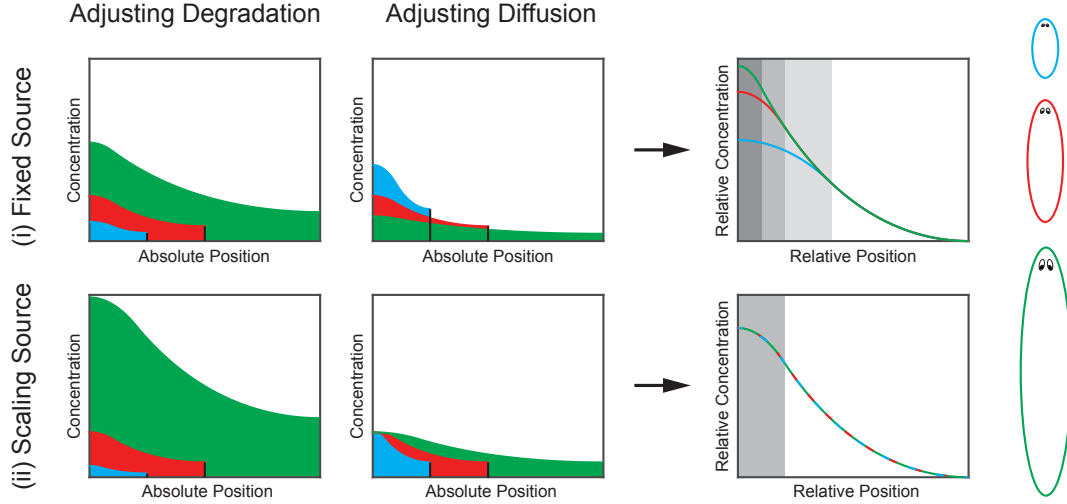 Adjusting Degradation
Adjusting Diffusion
(i) Fixed Source
Concentration
Absolute Position
Concentration
Absolute Position
Relative Concentration
Relative Position
(ii) Scaling Source
Concentration
Absolute Position
Concentration
Absolute Position
Relative Concentration
Relative Position